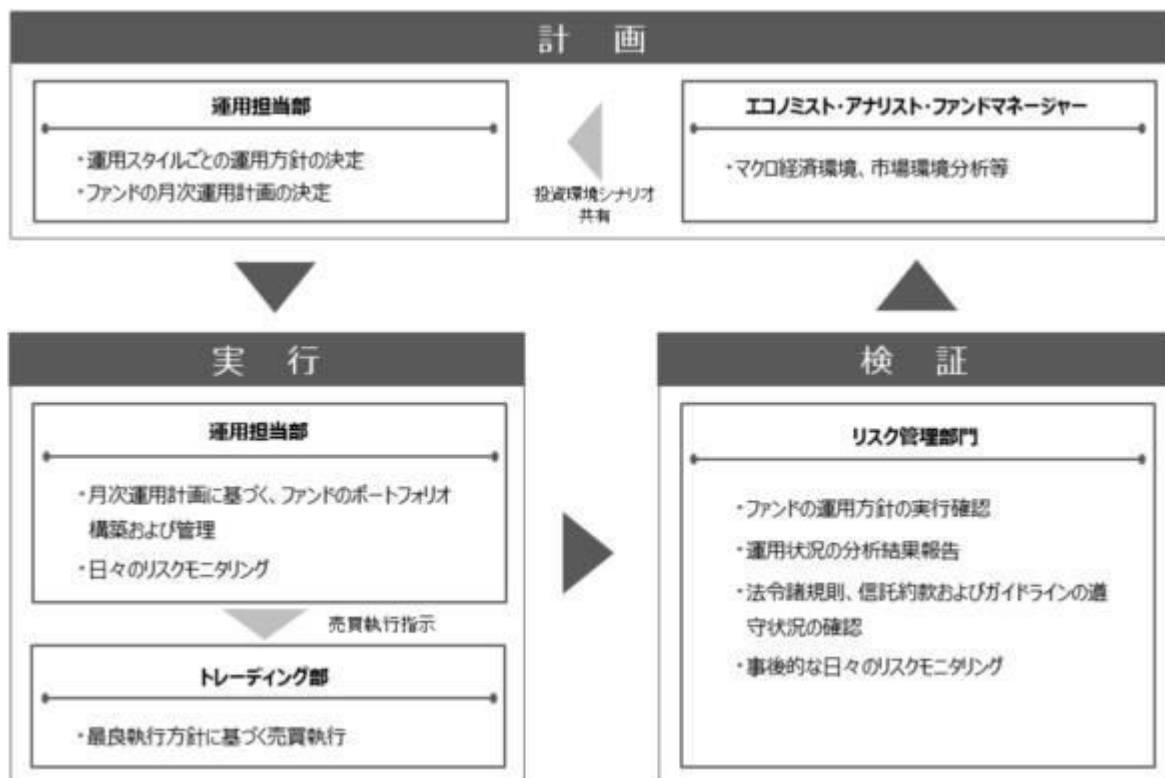 計 画
運用担当部
・運用スタイルごとの運用方針の決定
・ファンドの月次運用計画の決定
投資環境シナリオ
共有
エコノミスト・アナリスト・ファンドマネージャー
・マクロ経済環境、市場環境分析等
実 行
運用担当部
・月次運用計画に基づく、ファンドのポートフォリオ
構築および管理
・日々のリスクモニタリング
売買執行指示
トレーディング部
・最良執行方針に基づく売買執行
検 証
リスク管理部門
・ファンドの運用方針の実行確認
・運用状況の分析結果報告
・法令諸規則、信託約款およびガイドラインの遵
守状況の確認
・事後的な日々のリスクモニタリング